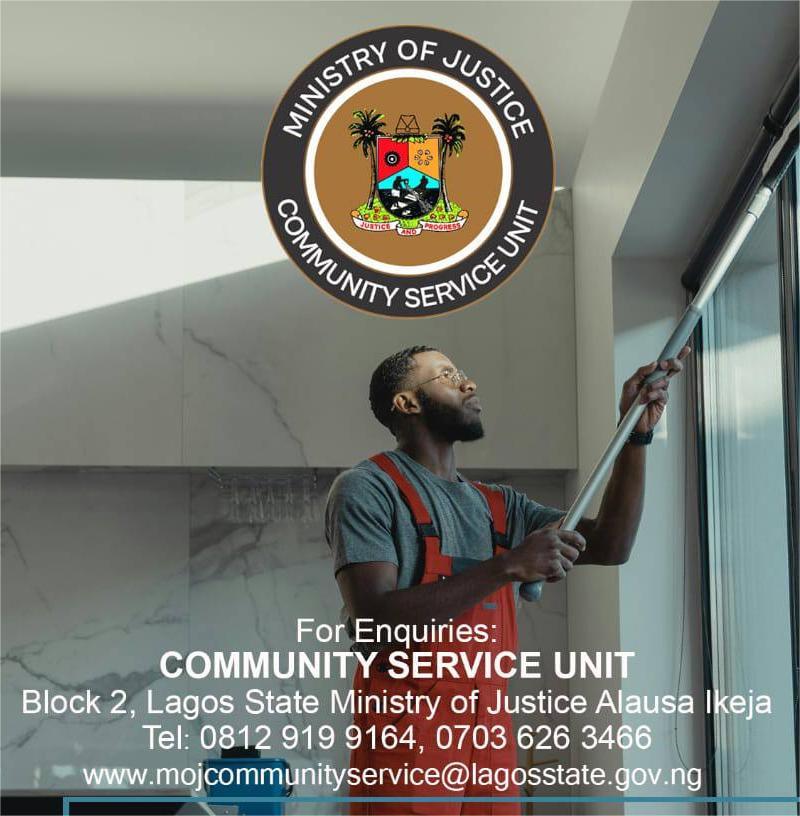 MINISTRY OF JUSTICE
JUSTICE AND PROGRESS
COMMUNITY SERVICE UNIT
For Enquiries:
COMMUNITY SERVICE UNIT
Block 2, Lagos State Ministry of Justice Alausa Ikeja
Tel: 0812 919 9164, 0703 626 3466
www.mojcommunityservice@lagosstate.gov.ng